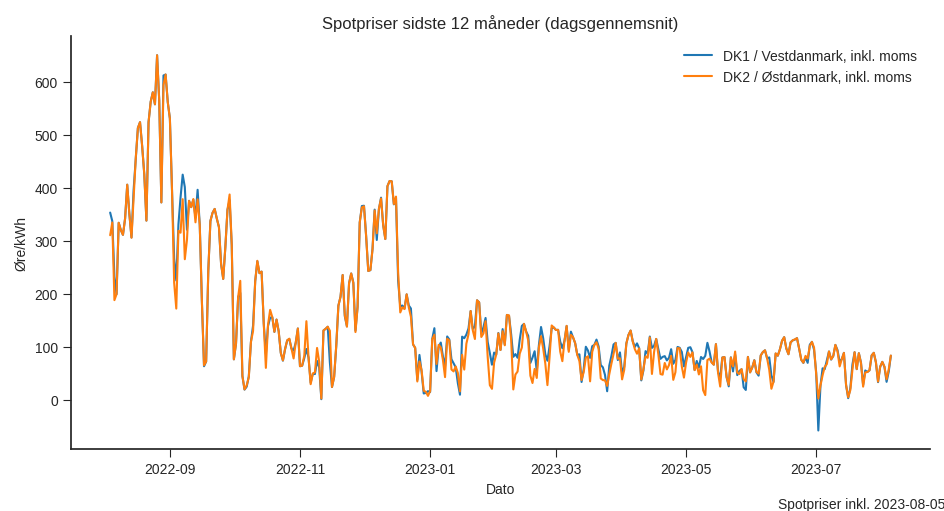 Spotpriser sidste 12 måneder (dagsgennemsnit)
DK1 / Vestdanmark, inkl. moms
DK2 / Østdanmark, inkl. moms
Øre/kWh
600
500
400
300
200
100
0
2022-09
2022-11
2023-01
2023-03
2023-05
2023-07
Dato
Spotpriser inkl. 2023-08-05